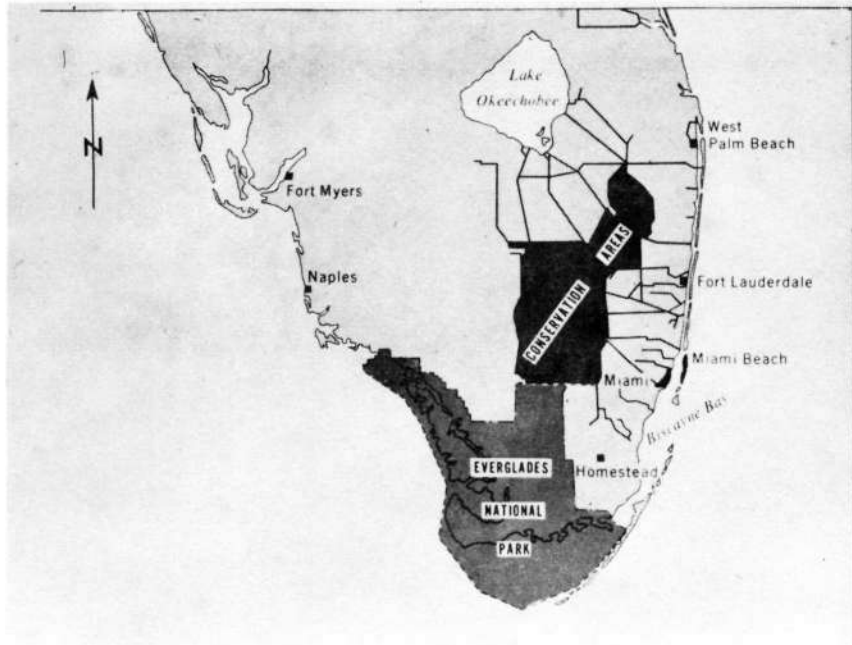 Lake
Okeechobee
N
West
Palm Beach
Fort Myers
CONSERVATION AREAS
Naples
Fort Lauderdale
Miami Beach
Miami
Biscayne Bay
EVERGLADES
Homestead
NATIONAL
PARK